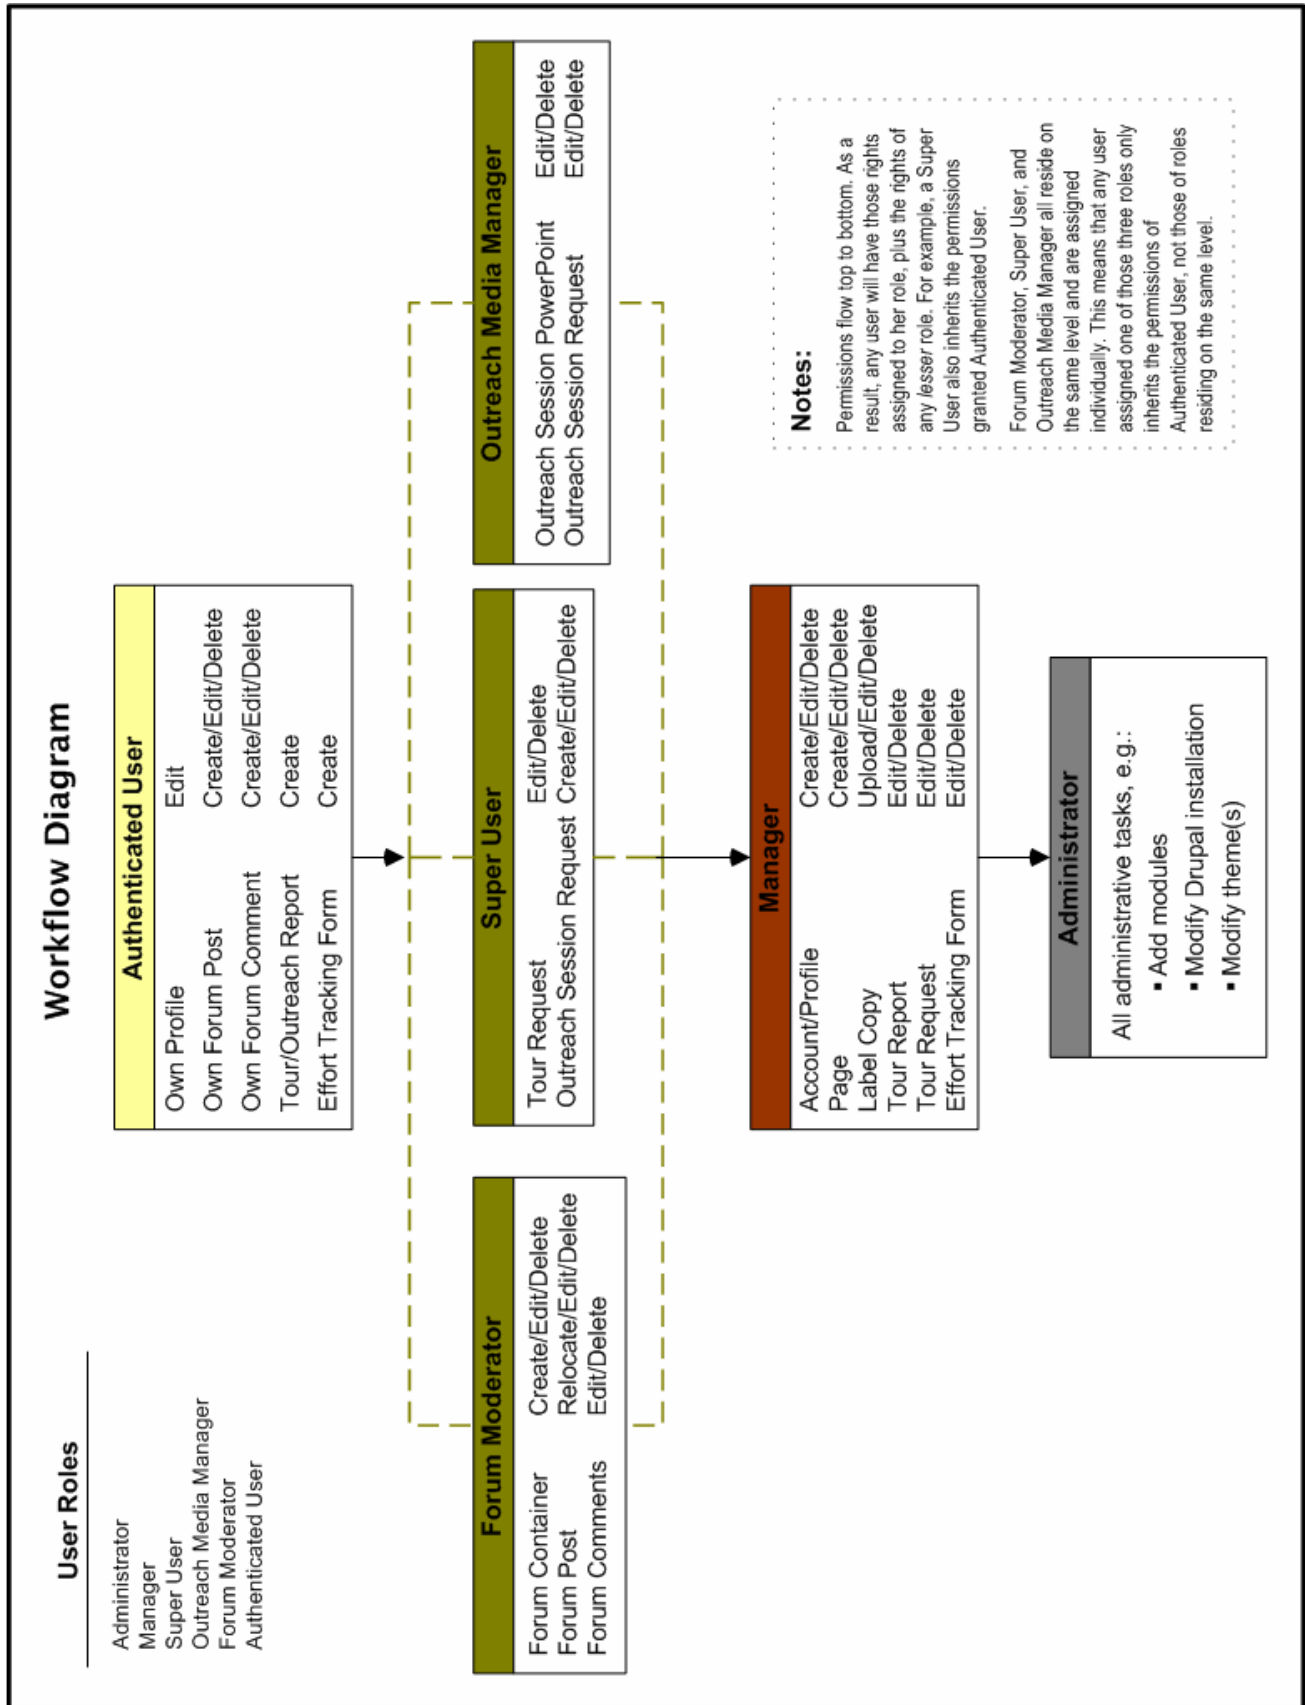 Workflow Diagram
User Roles
Administrator
Manager
Super User
Outreach Media Manager
Forum Moderator
Authenticated User
Authenticated User
Own Profile Edit
Own Forum Post Create/Edit/Delete
Own Forum Comment Create/Edit/Delete
Tour/Outreach Report Create
Effort Tracking Form Create
Forum Moderator
Forum Container Create/Edit/Delete
Forum Post Relocate/Edit/Delete
Forum Comments Edit/Delete
Super User
Tour Request Edit/Delete
Outreach Session Request Create/Edit/Delete
Outreach Media Manager
Outreach Session PowerPoint Edit/Delete
Outreach Session Request Edit/Delete
Manager
Account/Profile Create/Edit/Delete
Page Create/Edit/Delete
Label Copy Upload/Edit/Delete
Tour Report Edit/Delete
Tour Request Edit/Delete
Effort Tracking Form Edit/Delete
Administrator
All administrative tasks, e.g.:
▪ Add modules
▪ Modify Drupal installation
▪ Modify theme(s)
Notes:
Permissions flow top to bottom. As a
result, any user will have those rights
assigned to her role, plus the rights of
any lesser role. For example, a Super
User also inherits the permissions
granted Authenticated User.
Forum Moderator, Super User, and
Outreach Media Manager all reside on
the same level and are assigned
individually. This means that any user
assigned one of those three roles only
inherits the permissions of
Authenticated User, not those of roles
residing on the same level.